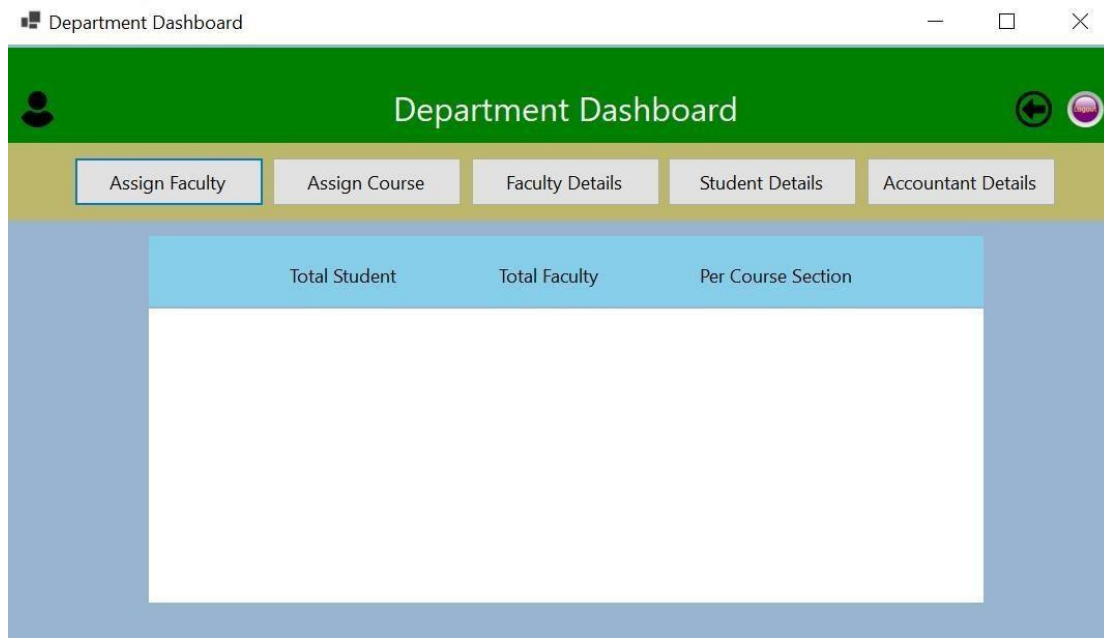 Department Dashboard
Department Dashboard
Logout
Assign Faculty Assign Course Faculty Details Student Details Accountant Details
Total Student Total Faculty Per Course Section